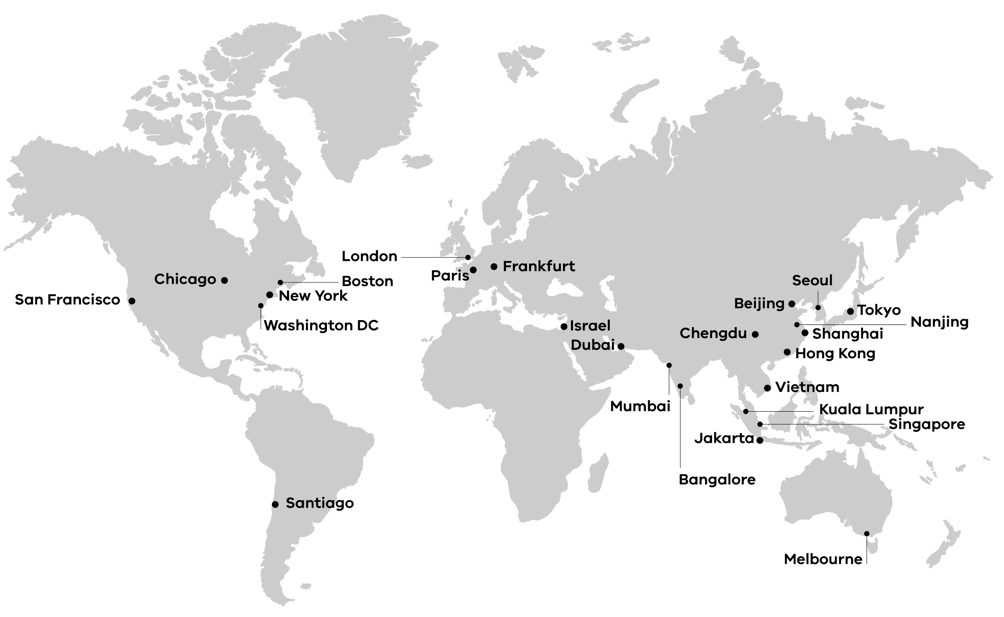 London
Paris
Frankfurt
Chicago
Boston
San Francisco
New York
Washington DC
Israel
Dubai
Seoul
Beijing
Tokyo
Nanjing
Chengdu
Shanghai
Hong Kong
Vietnam
Mumbai
Kuala Lumpur
Singapore
Jakarta
Bangalore
Santiago
Melbourne